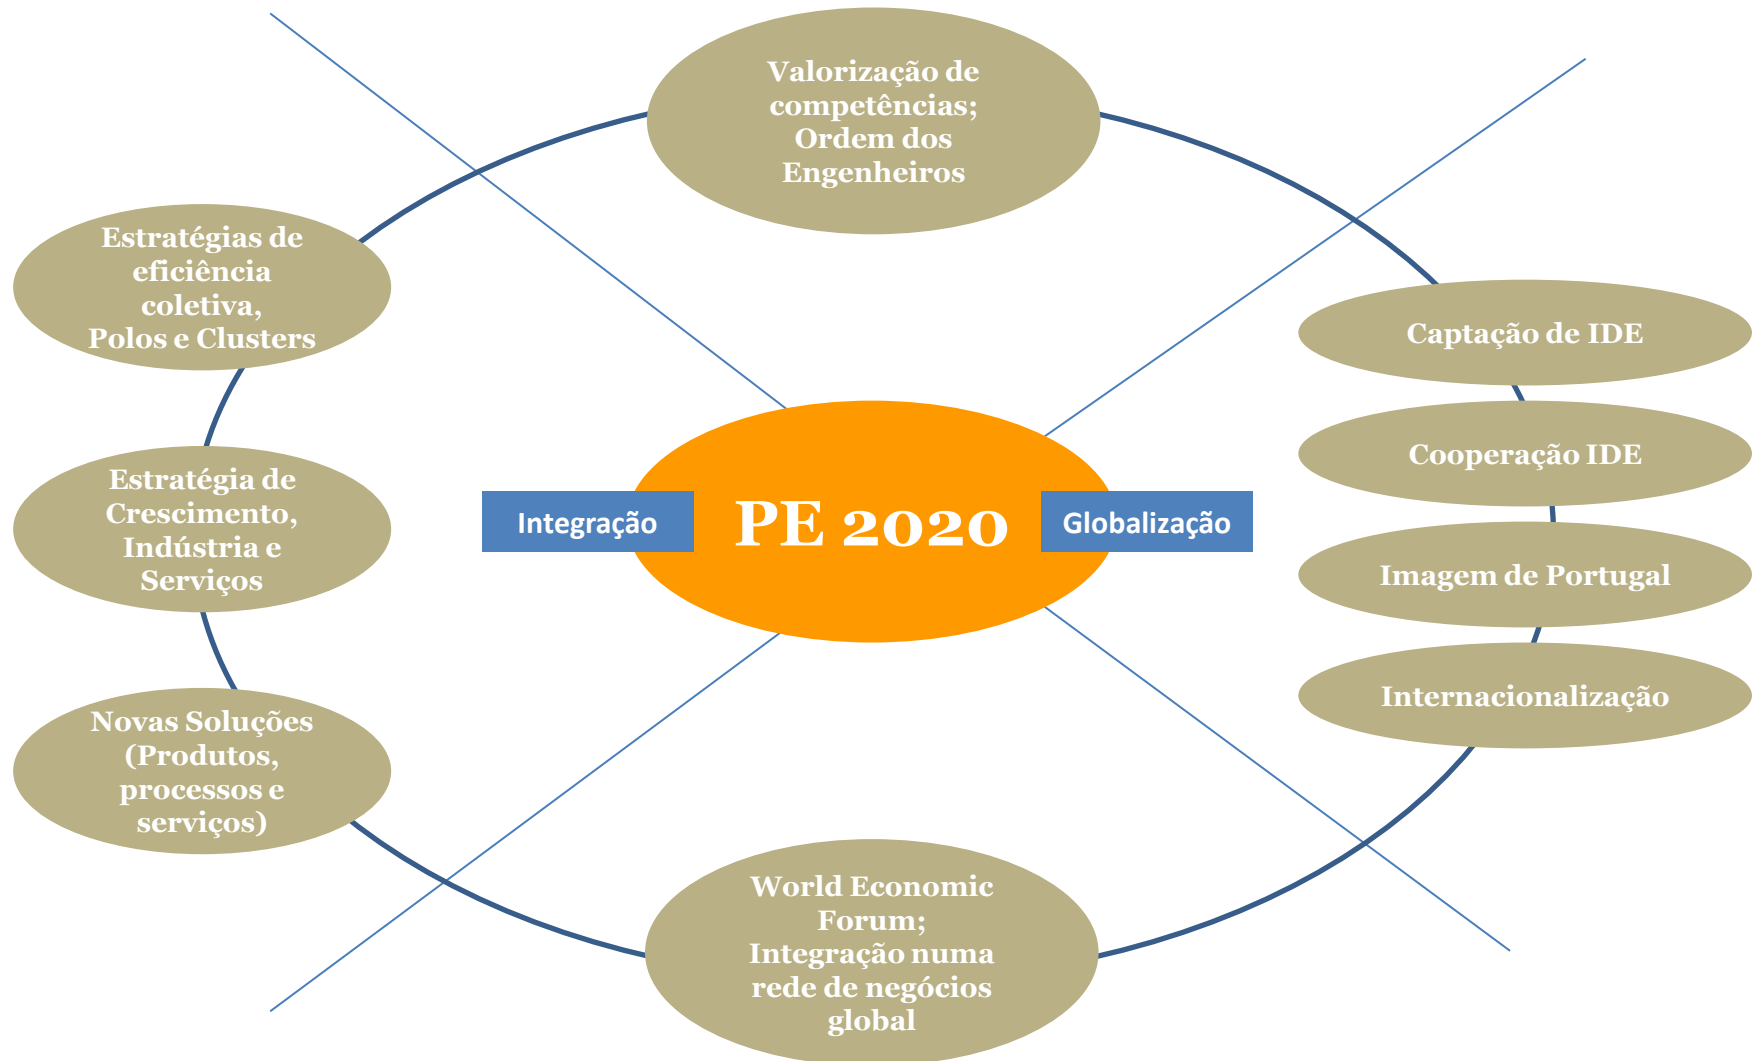 Valorização de
competências;
Ordem dos
Engenheiros
Estratégias de
eficiência
coletiva,
Polos e Clusters
Captação de IDE
Cooperação IDE
Estratégia de
Crescimento,
Indústria e
Serviços
Integração
PE 2020
Globalização
Imagem de Portugal
Internacionalização
Novas Soluções
(Produtos,
processos e
serviços)
World Economic
Forum;
Integração numa
rede de negócios
global